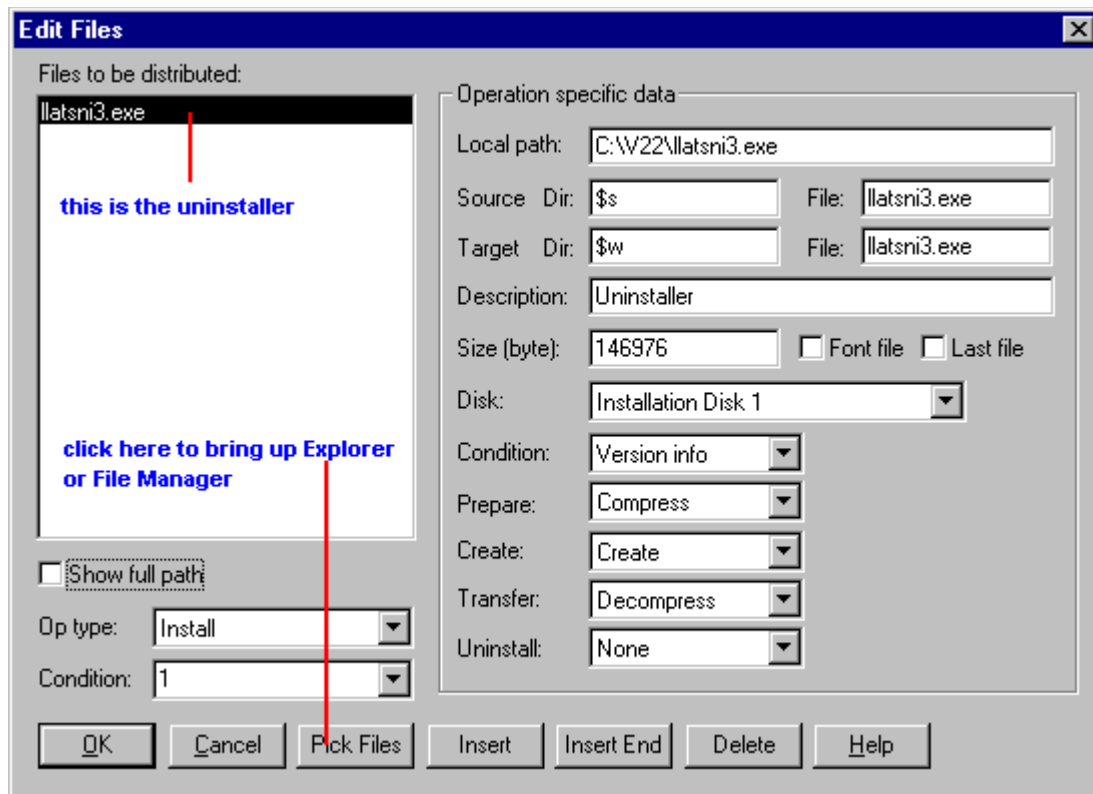 Edit Files
Files to be distributed:
llatsni3.exe
this is the uninstaller
click here to bring up Explorer
or File Manager
Show full path
Op type: Install
Condition: 1
Operation specific data
Local path: C:\V22\llatsni3.exe
Source Dir: $s File: llatsni3.exe
Target Dir: $w File: llatsni3.exe
Description: Uninstaller
Size (byte): 146976 Font file Last file
Disk: Installation Disk 1
Condition: Version info
Prepare: Compress
Create: Create
Transfer: Decompress
Uninstall: None
OK Cancel Pick Files Insert Insert End Delete Help